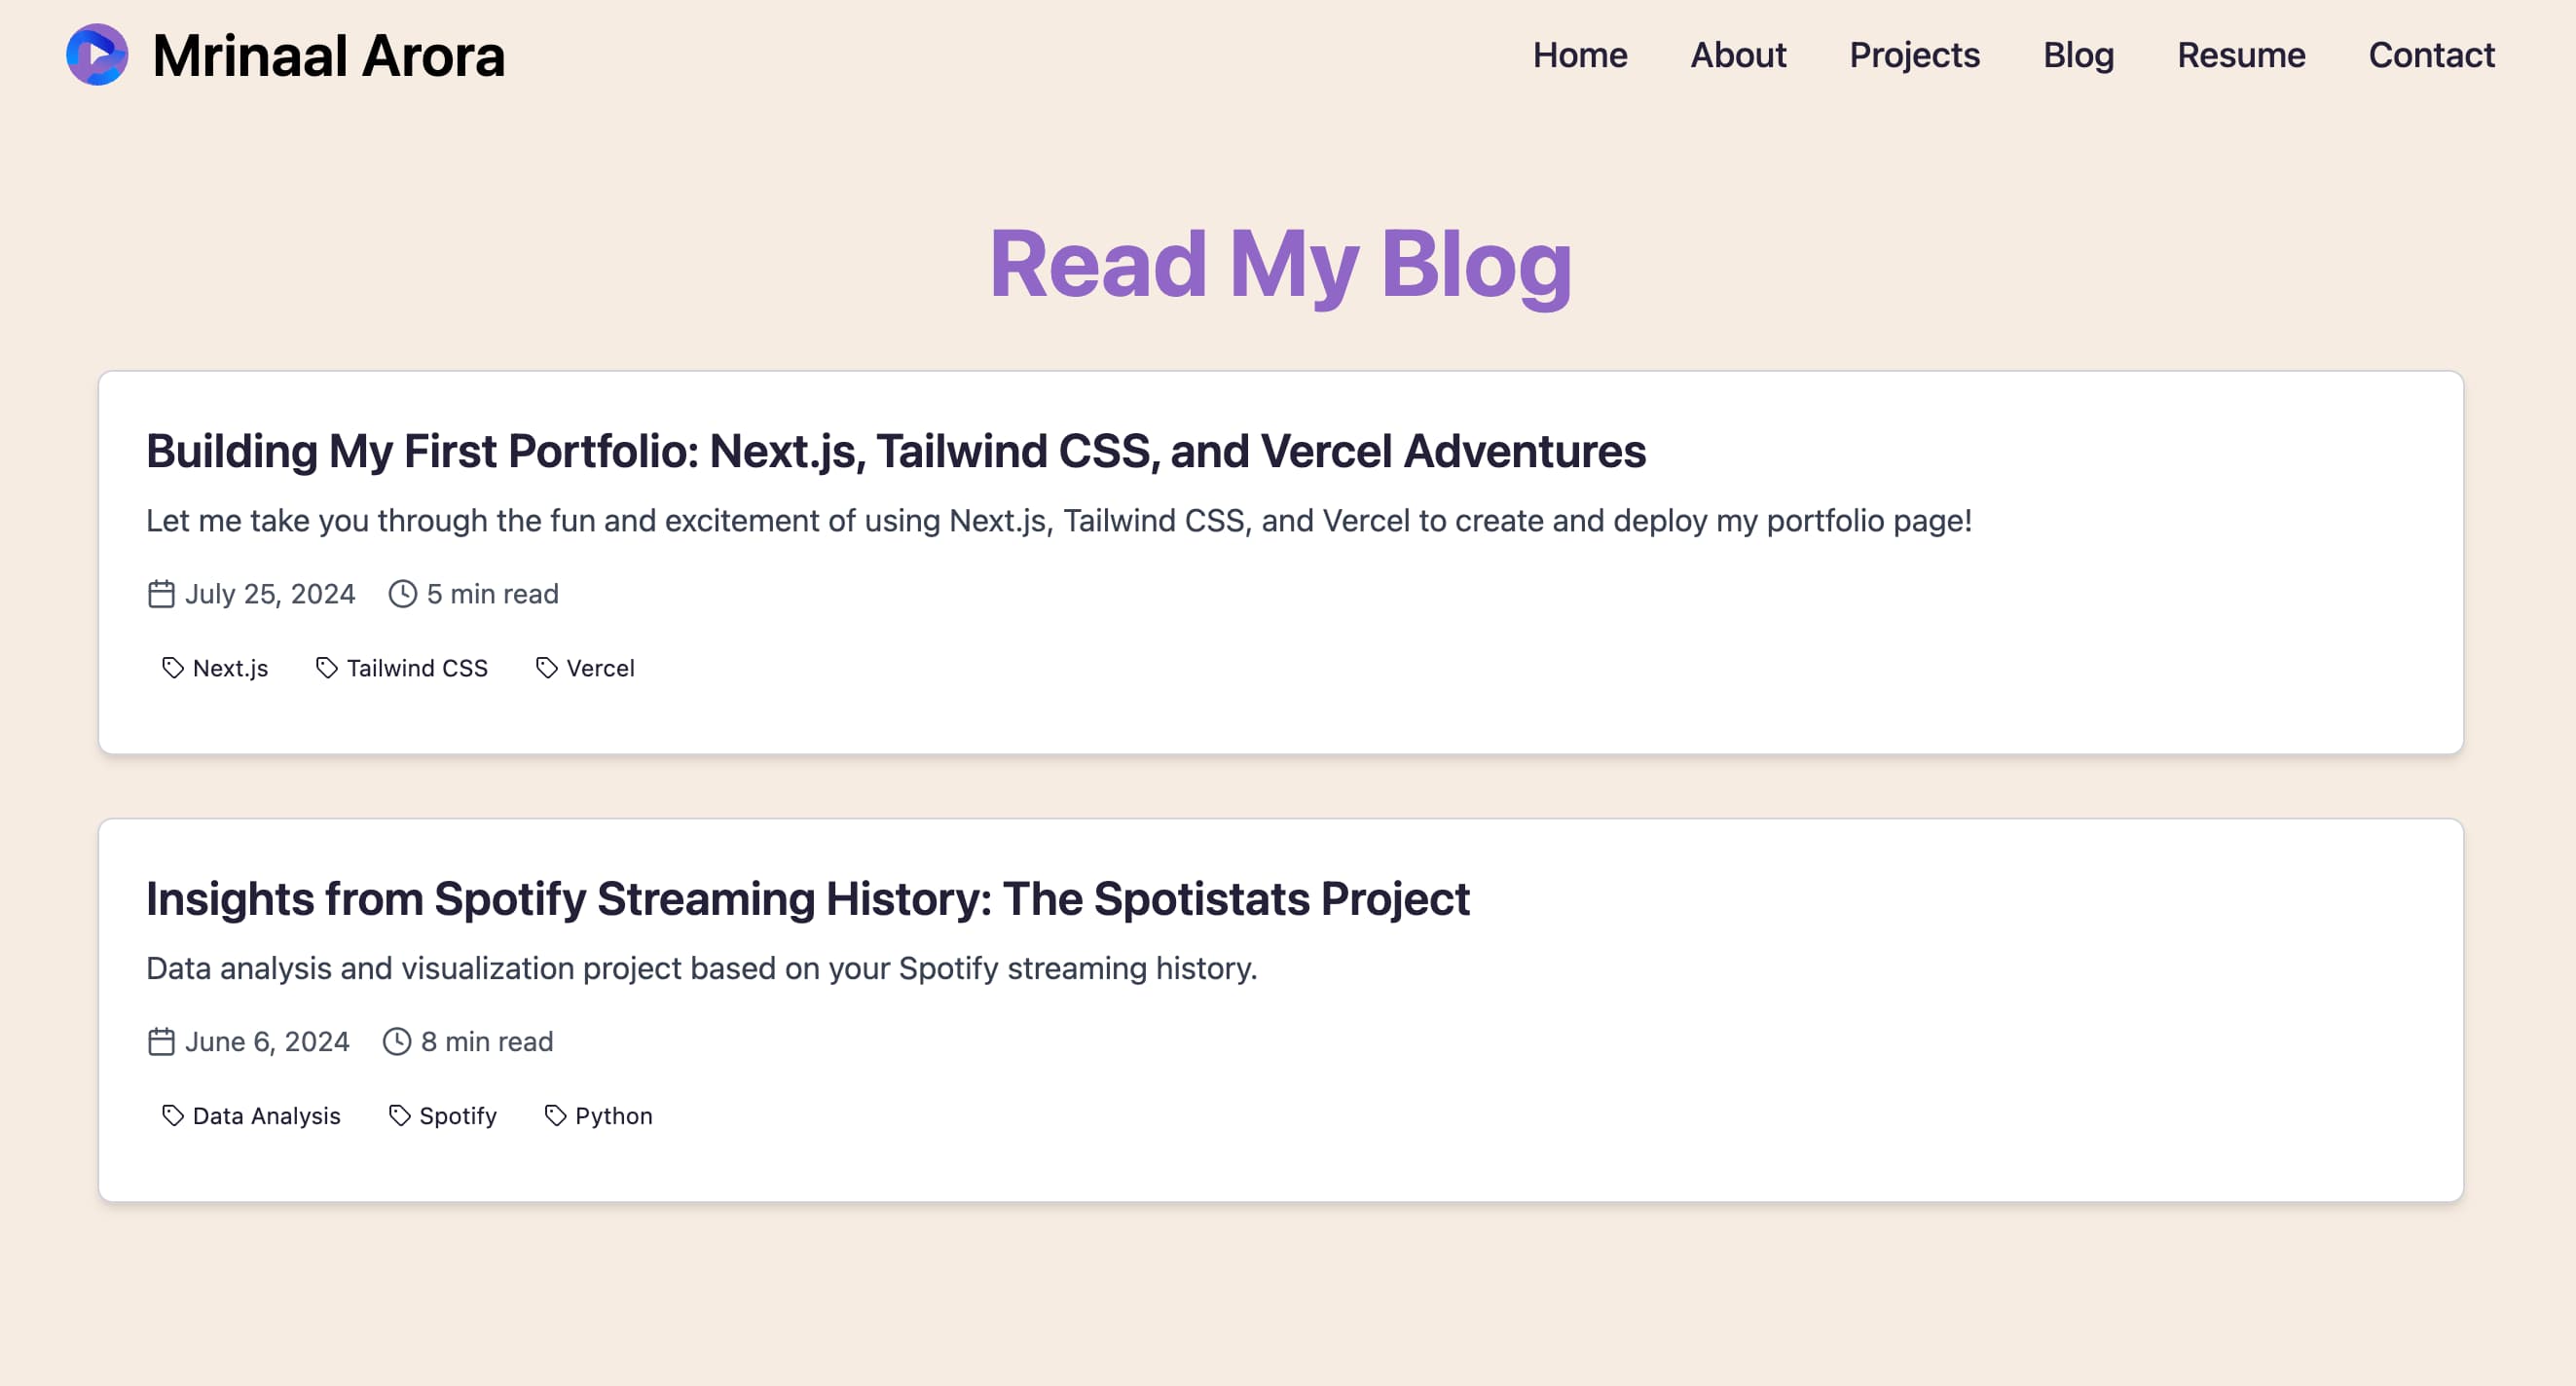 Mrinaal Arora
Home About Projects Blog Resume Contact
Read My Blog
Building My First Portfolio: Next.js, Tailwind CSS, and Vercel Adventures
Let me take you through the fun and excitement of using Next.js, Tailwind CSS, and Vercel to create and deploy my portfolio page!
July 25, 2024 5 min read
Next.js Tailwind CSS Vercel
Insights from Spotify Streaming History: The Spotistats Project
Data analysis and visualization project based on your Spotify streaming history.
June 6, 2024 8 min read
Data Analysis Spotify Python